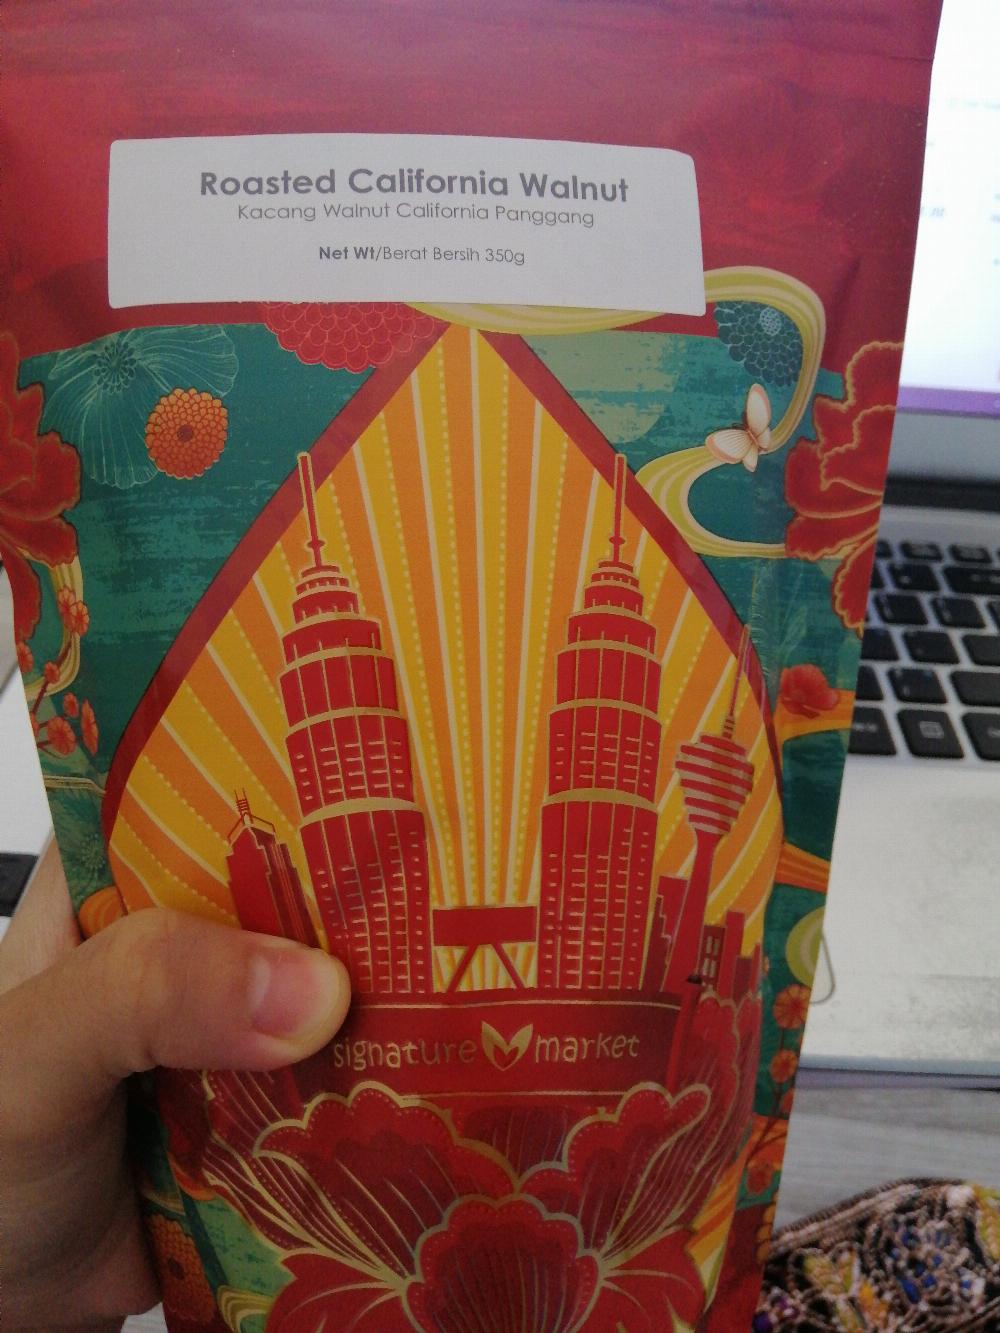 Roasted California Walnut
Kacang Walnut California Panggang
Net Wt/Berat Bersih 350g
signature market